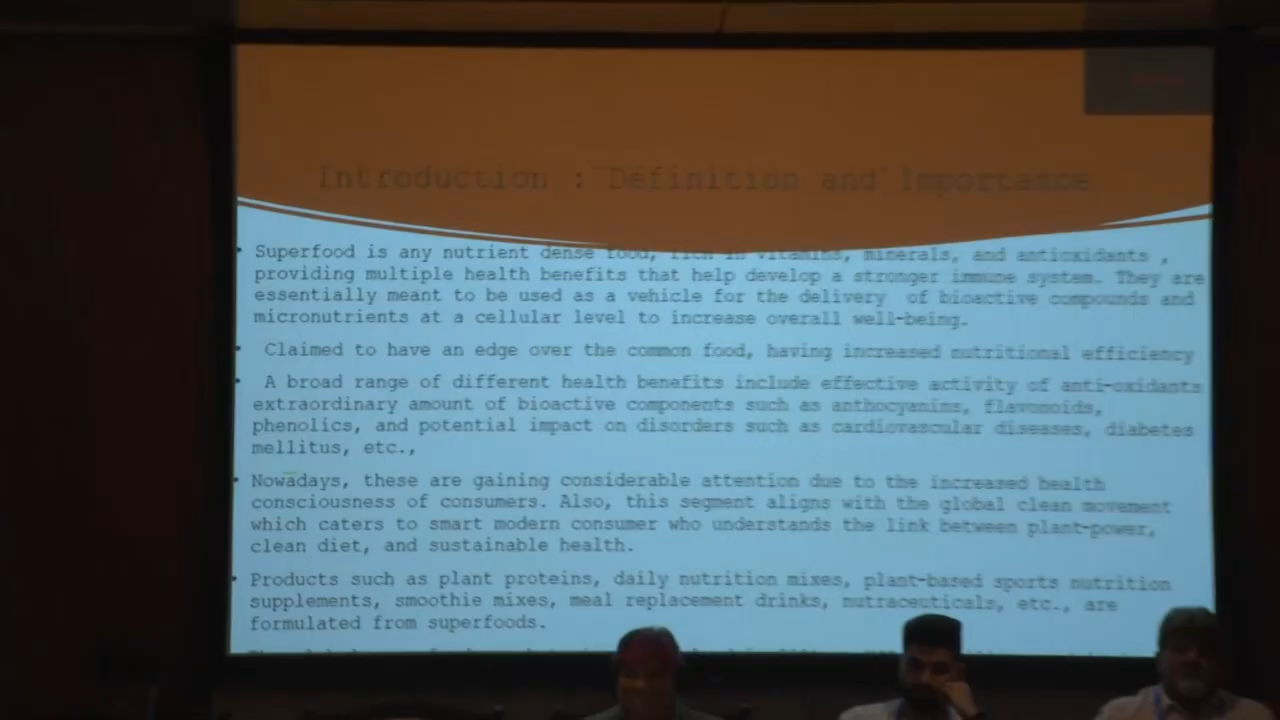 Introduction : Definition and Importance
• Superfood is any nutrient dense food, rich in vitamins, minerals, and antioxidants ,
providing multiple health benefits that help develop a stronger immune system. They are
essentially meant to be used as a vehicle for the delivery of bioactive compounds and
micronutrients at a cellular level to increase overall well-being.
• Claimed to have an edge over the common food, having increased nutritional efficiency
• A broad range of different health benefits include effective activity of anti-oxidants
extraordinary amount of bioactive components such as anthocyanins, flavonoids,
phenolics, and potential impact on disorders such as cardiovascular diseases, diabetes
mellitus, etc.,
• Nowadays, these are gaining considerable attention due to the increased health
consciousness of consumers. Also, this segment aligns with the global clean movement
which caters to smart modern consumer who understands the link between plant-power,
clean diet, and sustainable health.
• Products such as plant proteins, daily nutrition mixes, plant-based sports nutrition
supplements, smoothie mixes, meal replacement drinks, nutraceuticals, etc., are
formulated from superfoods.